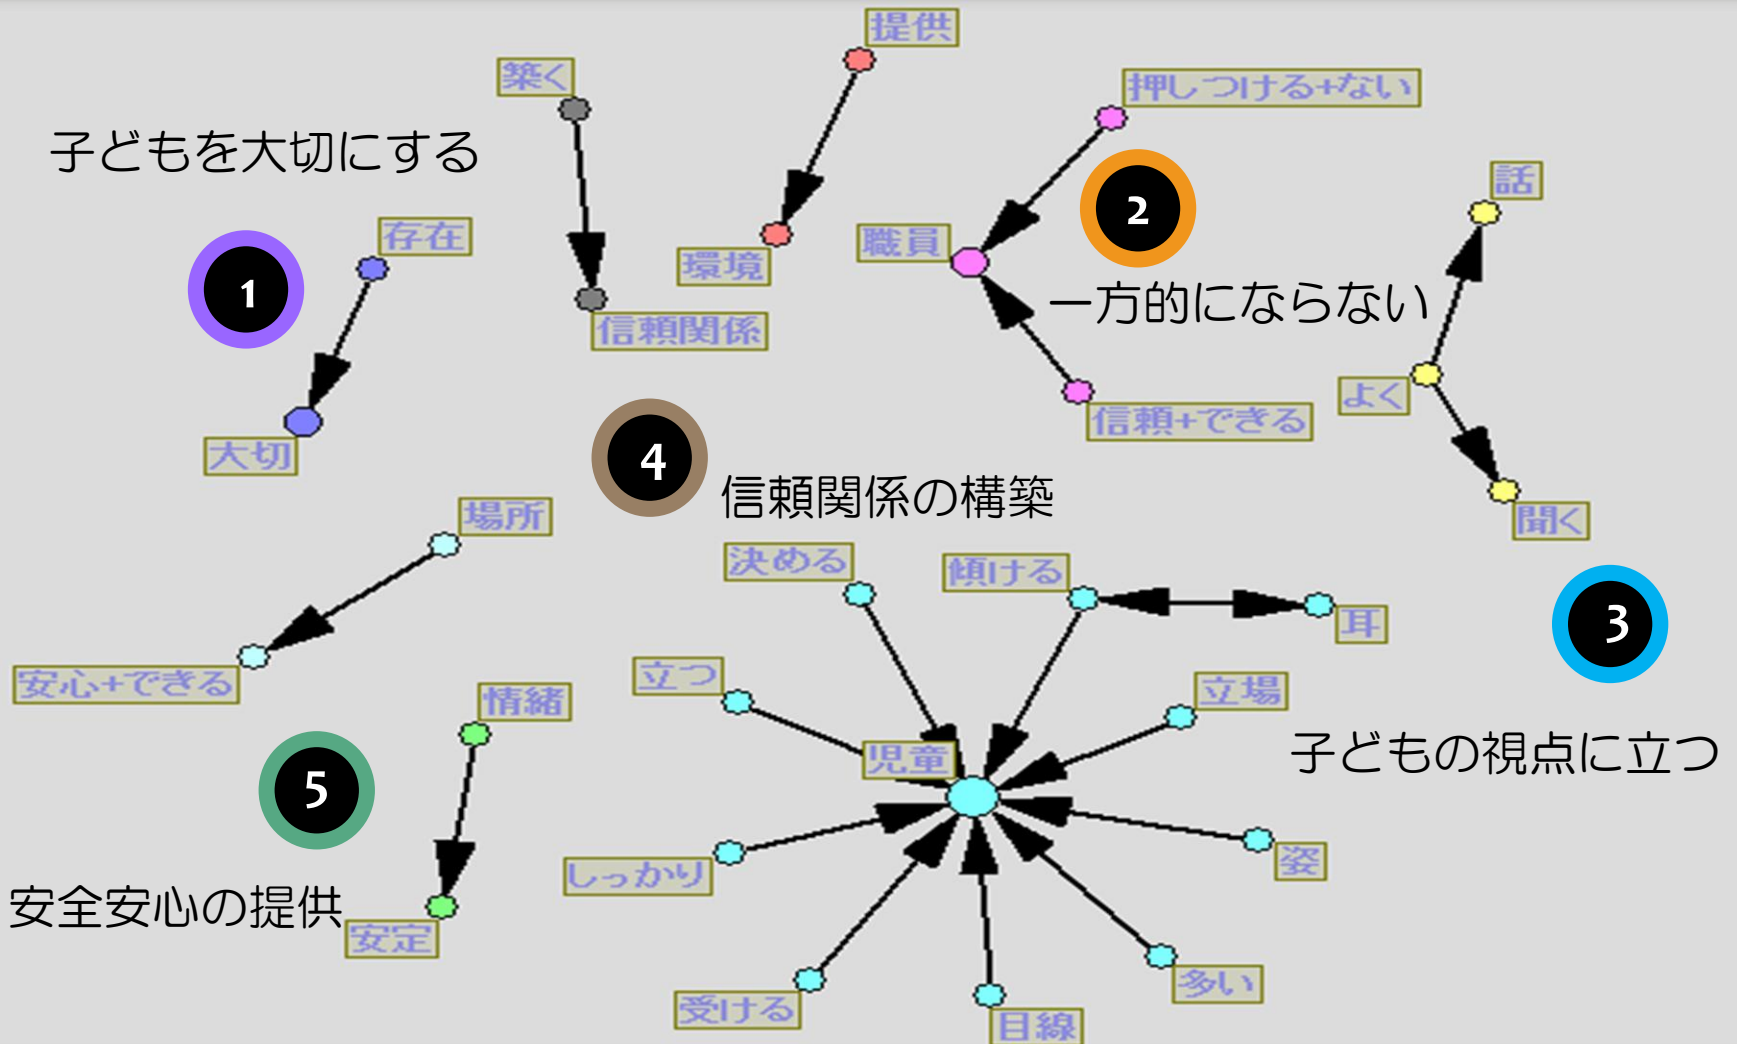 提供
築く
押しつける+ない
子どもを大切にする
話
2
存在
職員
環境
1
一方的にならない
信頼関係
よく
信頼+できる
大切
4
信頼関係の構築
場所
聞く
決める
傾ける
耳
3
安心+できる
立つ
立場
情緒
児童
子どもの視点に立つ
5
しっかり
姿
安全安心の提供
安定
多い
受ける
目線